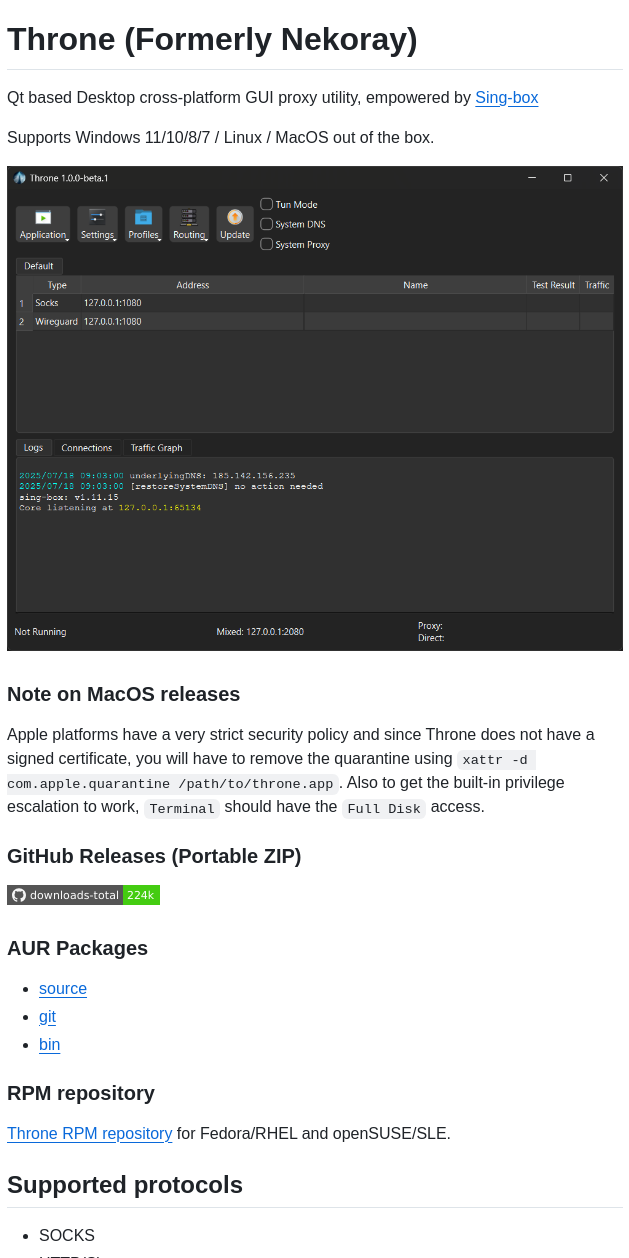 Throne (Formerly Nekoray)
Qt based Desktop cross-platform GUI proxy utility, empowered by Sing-box
Supports Windows 11/10/8/7 / Linux / MacOS out of the box.
Throne 1.0.0-beta.1
Application Settings Profiles Routing Update
Tun Mode
System DNS
System Proxy
Default
Type Address Name Test Result Traffic
1 Socks 127.0.0.1:1080
2 Wireguard 127.0.0.1:1080
Logs Connections Traffic Graph
2025/07/18 09:03:00 underlyingDNS: 185.142.156.235
2025/07/18 09:03:00 [restoreSystemDNS] no action needed
sing-box: v1.11.15
Core listening at 127.0.0.1:65134
Not Running Mixed: 127.0.0.1:2080
Proxy:
Direct:
Note on MacOS releases
Apple platforms have a very strict security policy and since Throne does not have a
signed certificate, you will have to remove the quarantine using xattr -d
com.apple.quarantine /path/to/throne.app. Also to get the built-in privilege
escalation to work, Terminal should have the Full Disk access.
GitHub Releases (Portable ZIP)
downloads-total 224k
AUR Packages
source
git
bin
RPM repository
Throne RPM repository for Fedora/RHEL and openSUSE/SLE.
Supported protocols
SOCKS